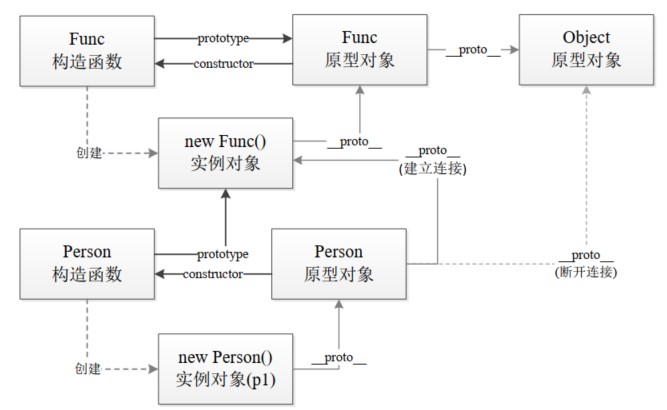 Func
构造函数
prototype
constructor
Func
原型对象
__proto__
Object
原型对象
创建
new Func()
实例对象
__proto__
__proto__
(建立连接)
Person
构造函数
prototype
constructor
Person
原型对象
__proto__
(断开连接)
创建
new Person()
实例对象(p1)
__proto__